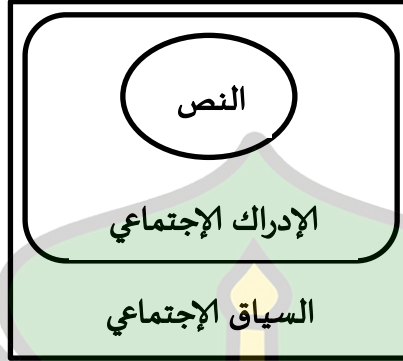 النص
الإدراك الإجتماعي
السياق الإجتماعي